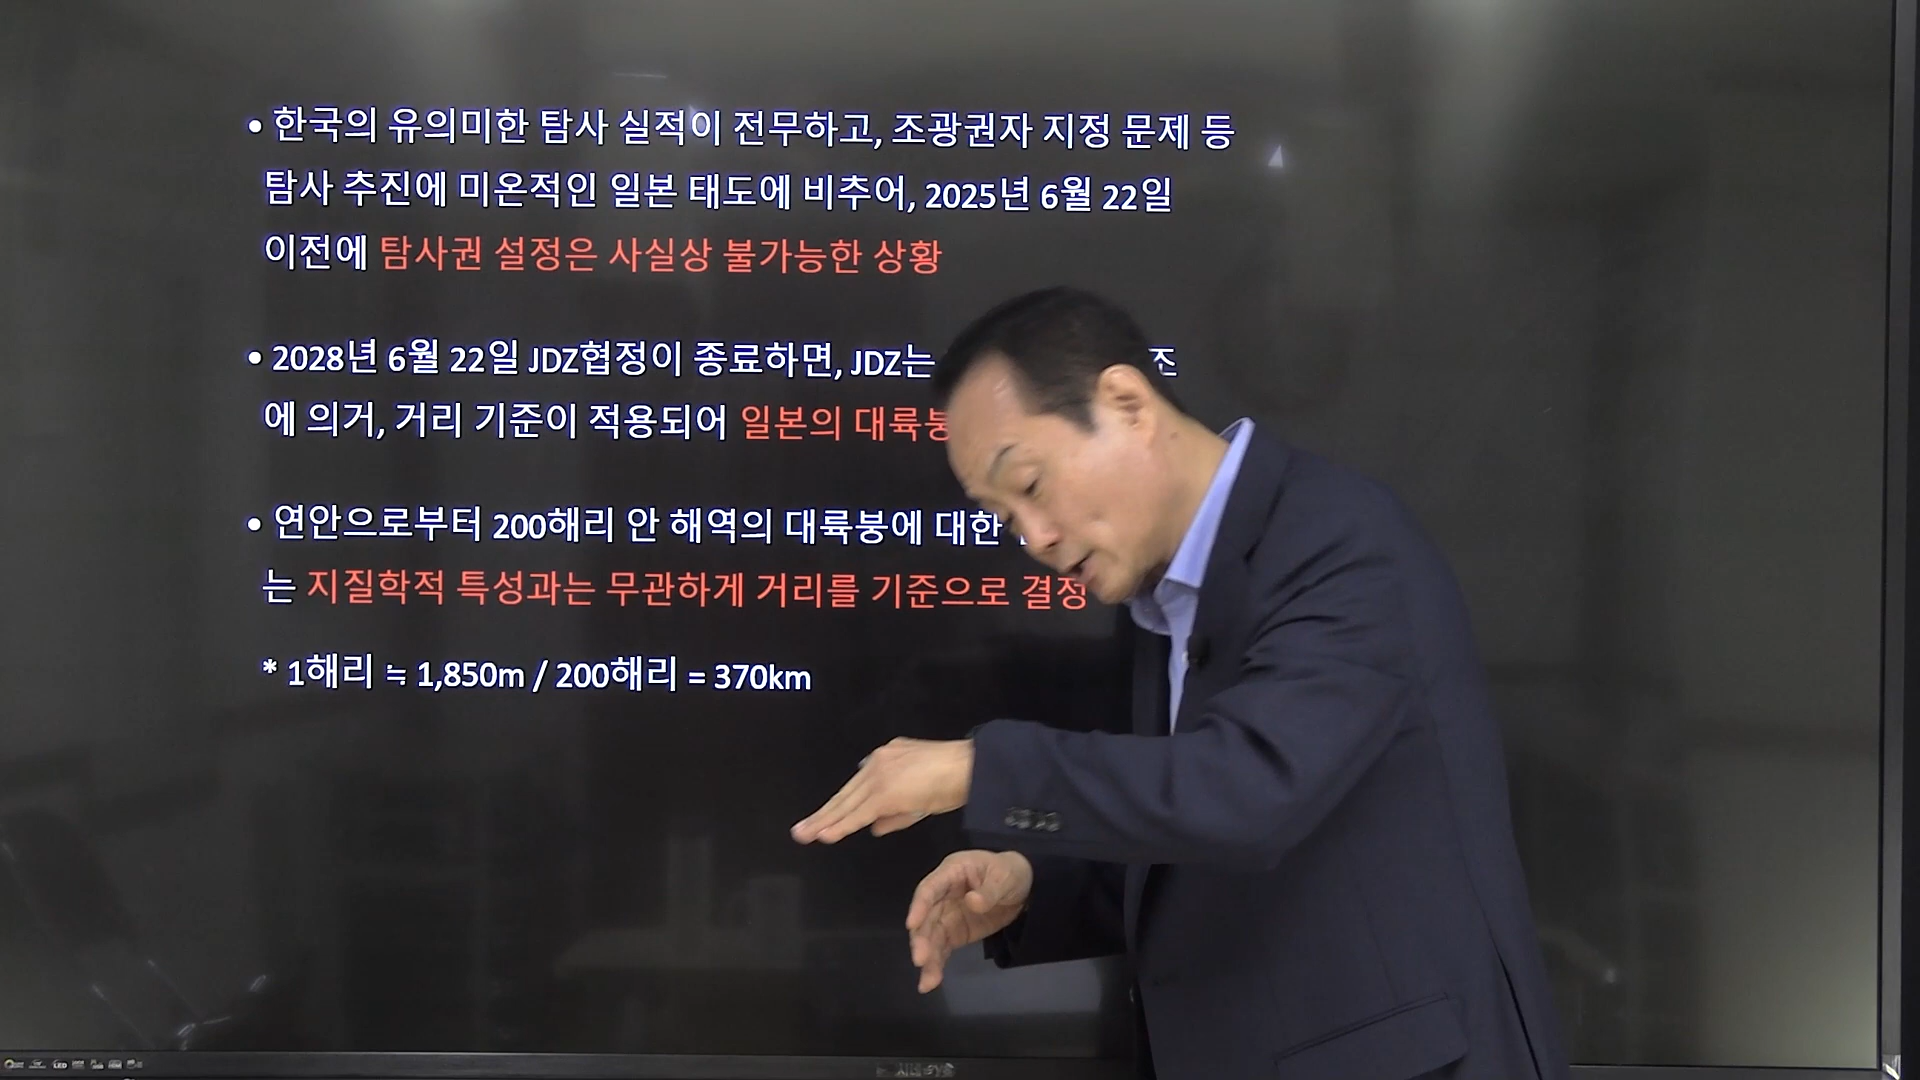 • 한국의 유의미한 탐사 실적이 전무하고, 조광권자 지정 문제 등
탐사 추진에 미온적인 일본 태도에 비추어, 2025년 6월 22일
이전에 탐사권 설정은 사실상 불가능한 상황
• 2028년 6월 22일 JDZ협정이 종료하면, JDZ는 조
에 의거, 거리 기준이 적용되어 일본의 대륙붕
• 연안으로부터 200해리 안 해역의 대륙붕에 대한
는 지질학적 특성과는 무관하게 거리를 기준으로 결정
* 1해리 ≒ 1,850m / 200해리 = 370km
LED